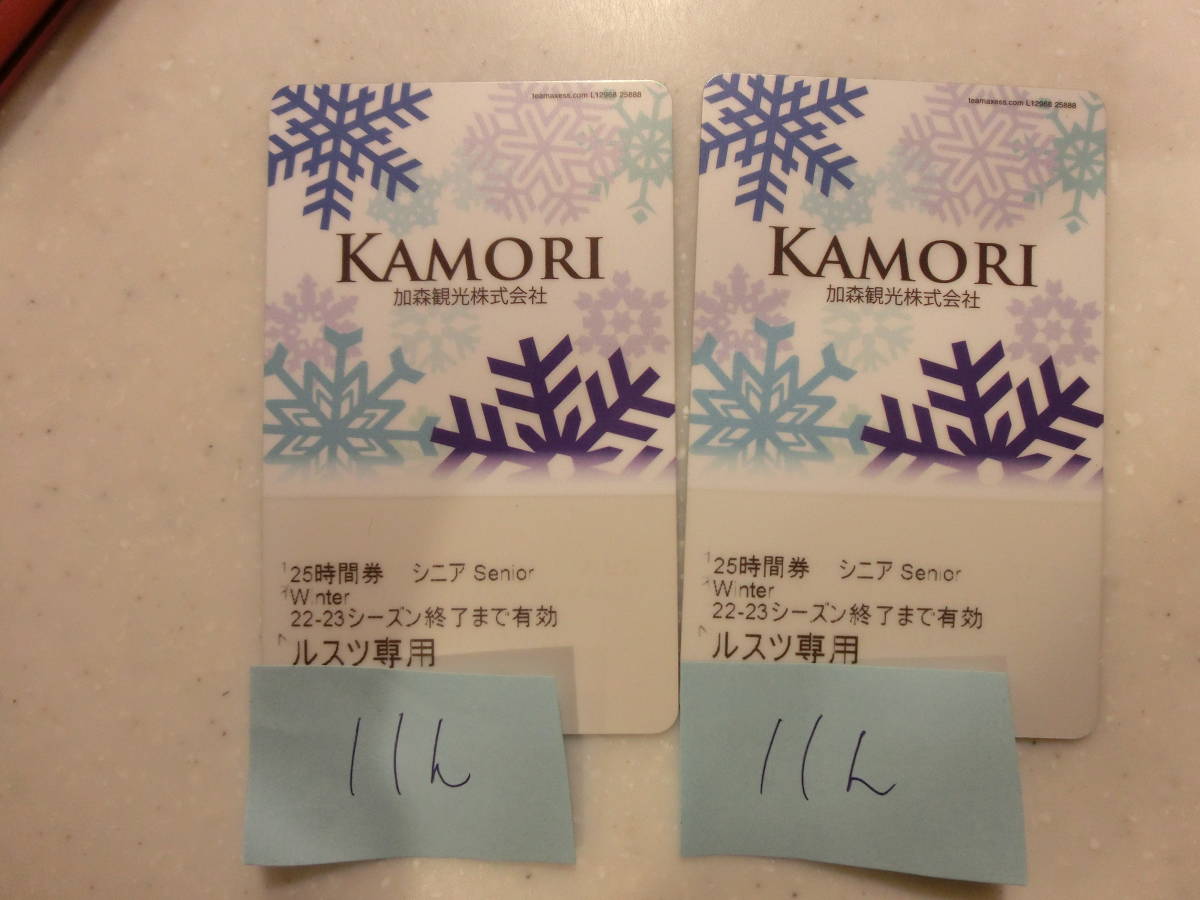 teamaxess.com L12968 25888
KAMORI
加森観光株式会社
25時間券 シニア Senior
Winter
22-23シーズン終了まで有効
ルスツ専用
11h
teamaxess.com L12968 25888
KAMORI
加森観光株式会社
25時間券 シニア Senior
Winter
22-23シーズン終了まで有効
ルスツ専用
11h